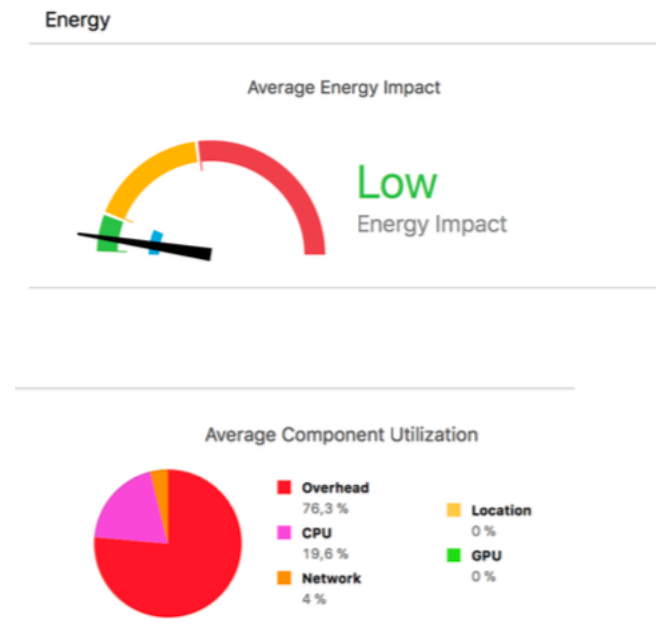 Energy
Average Energy Impact
Low
Energy Impact
Average Component Utilization
Overhead
76,3 %
CPU
19,6 %
Network
4 %
Location
0 %
GPU
0 %